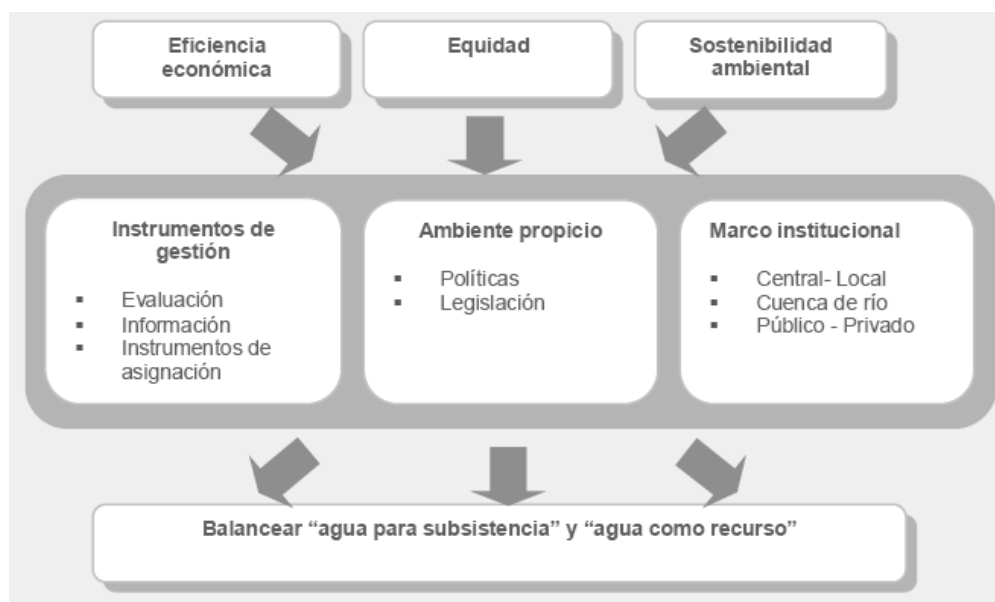 Eficiencia
económica
Equidad
Sostenibilidad
ambiental
Instrumentos de
gestión
▪ Evaluación
▪ Información
▪ Instrumentos de
asignación
Ambiente propicio
▪ Políticas
▪ Legislación
Marco institucional
▪ Central- Local
▪ Cuenca de río
▪ Público - Privado
Balancear “agua para subsistencia” y “agua como recurso”